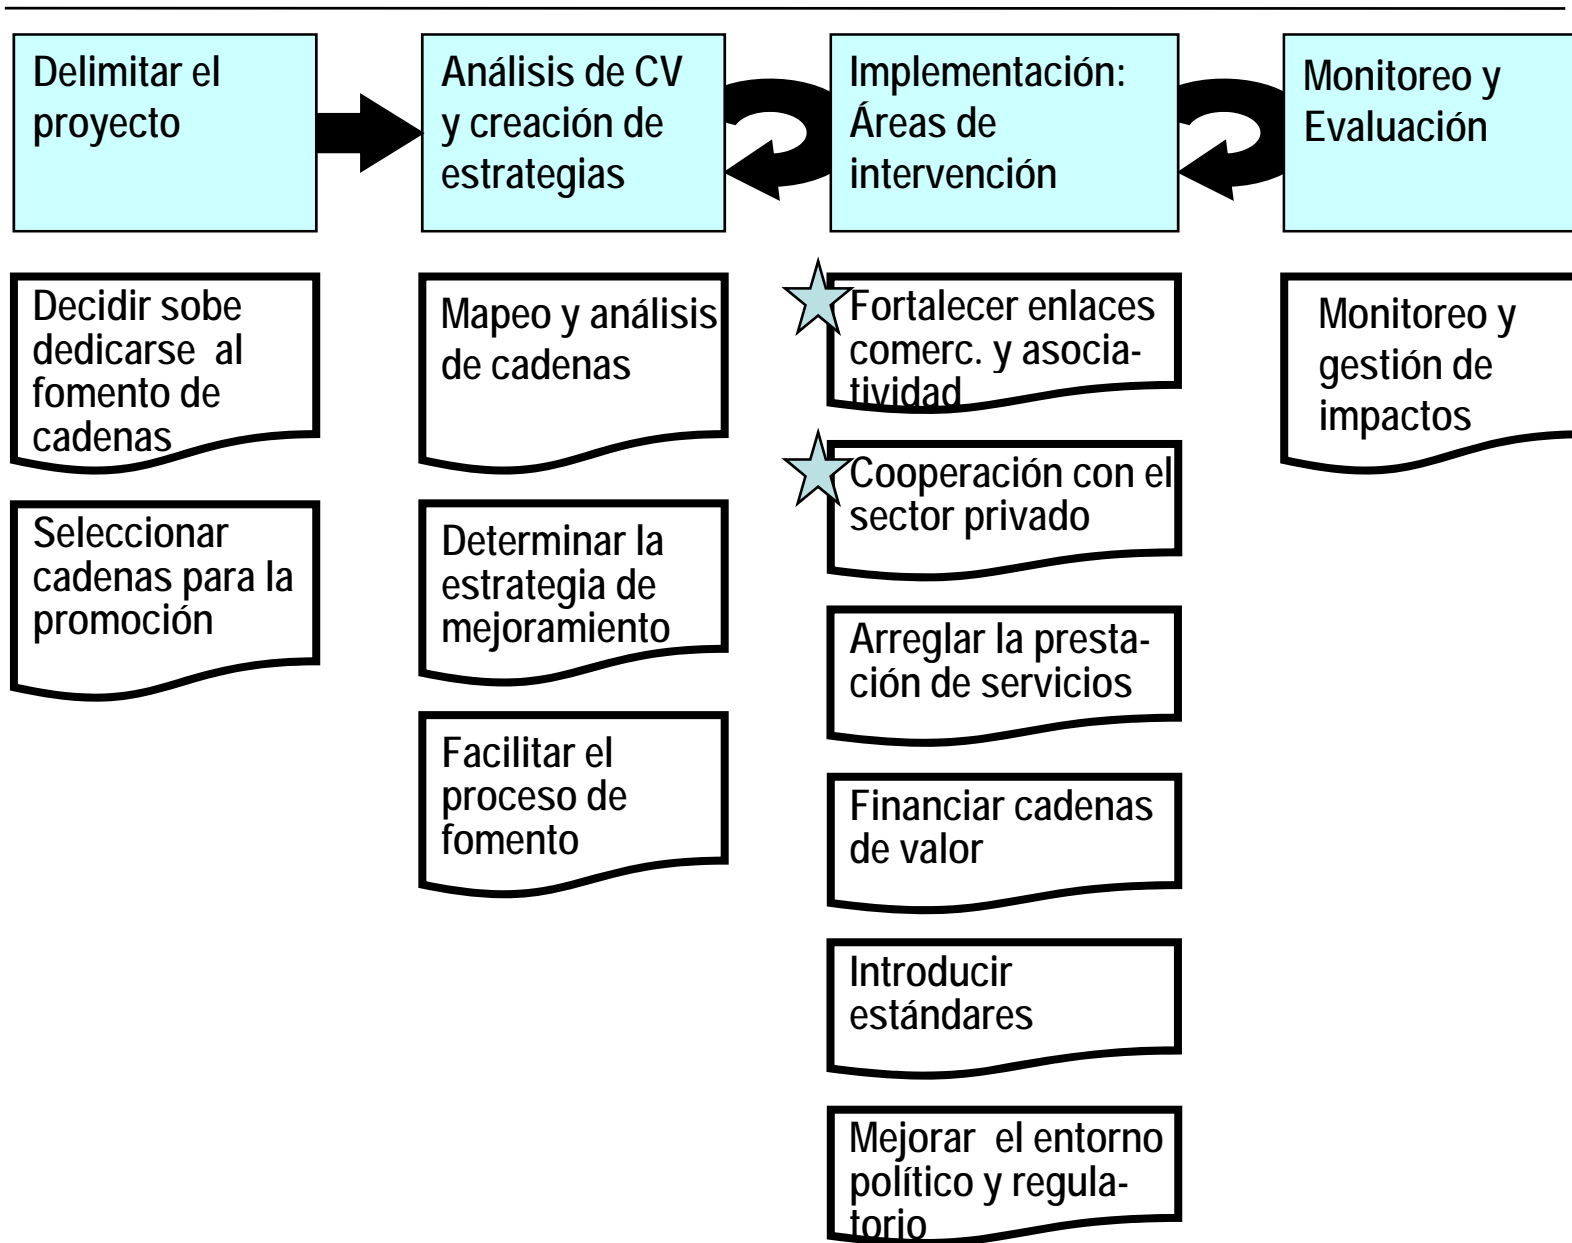 Delimitar el
proyecto
Análisis de CV
y creación de
estrategias
Implementación:
Áreas de
intervención
Monitoreo y
Evaluación
Decidir sobe
dedicarse al
fomento de
cadenas
Seleccionar
cadenas para la
promoción
Mapeo y análisis
de cadenas
Determinar la
estrategia de
mejoramiento
Facilitar el
proceso de
fomento
Fortalecer enlaces
comerc. y asocia-
tividad
Cooperación con el
sector privado
Arreglar la presta-
ción de servicios
Financiar cadenas
de valor
Introducir
estándares
Mejorar el entorno
político y regula-
torio
Monitoreo y
gestión de
impactos